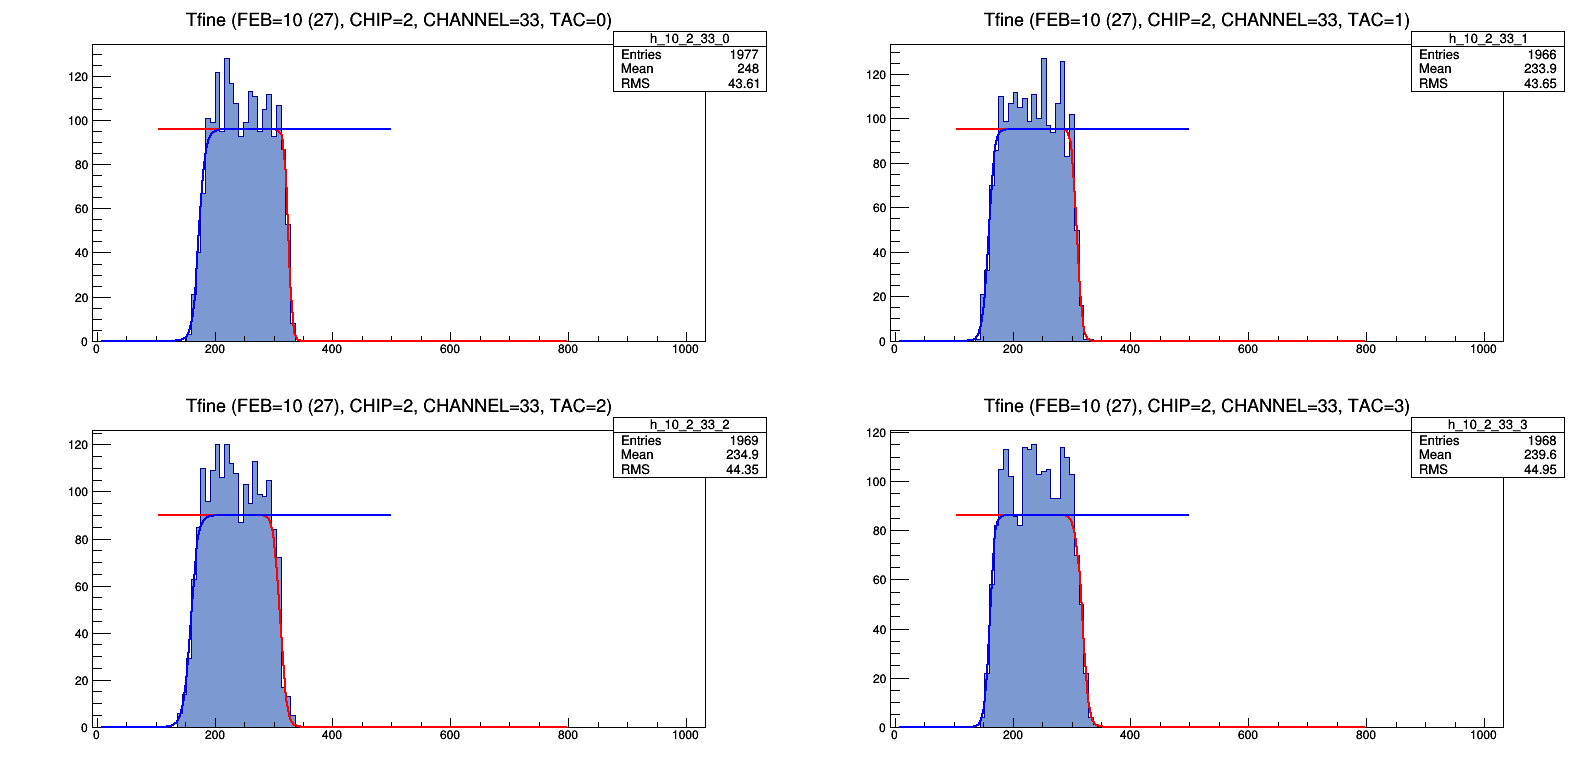 Tfine (FEB=10 (27), CHIP=2, CHANNEL=33, TAC=0)
h_10_2_33_0
Entries 1977
Mean 248
RMS 43.61
120
100
80
60
40
20
0
0 200 400 600 800 1000
Tfine (FEB=10 (27), CHIP=2, CHANNEL=33, TAC=1)
h_10_2_33_1
Entries 1966
Mean 233.9
RMS 43.65
120
100
80
60
40
20
0
0 200 400 600 800 1000
Tfine (FEB=10 (27), CHIP=2, CHANNEL=33, TAC=2)
h_10_2_33_2
Entries 1969
Mean 234.9
RMS 44.35
120
100
80
60
40
20
0
0 200 400 600 800 1000
Tfine (FEB=10 (27), CHIP=2, CHANNEL=33, TAC=3)
h_10_2_33_3
Entries 1968
Mean 239.6
RMS 44.95
120
100
80
60
40
20
0
0 200 400 600 800 1000